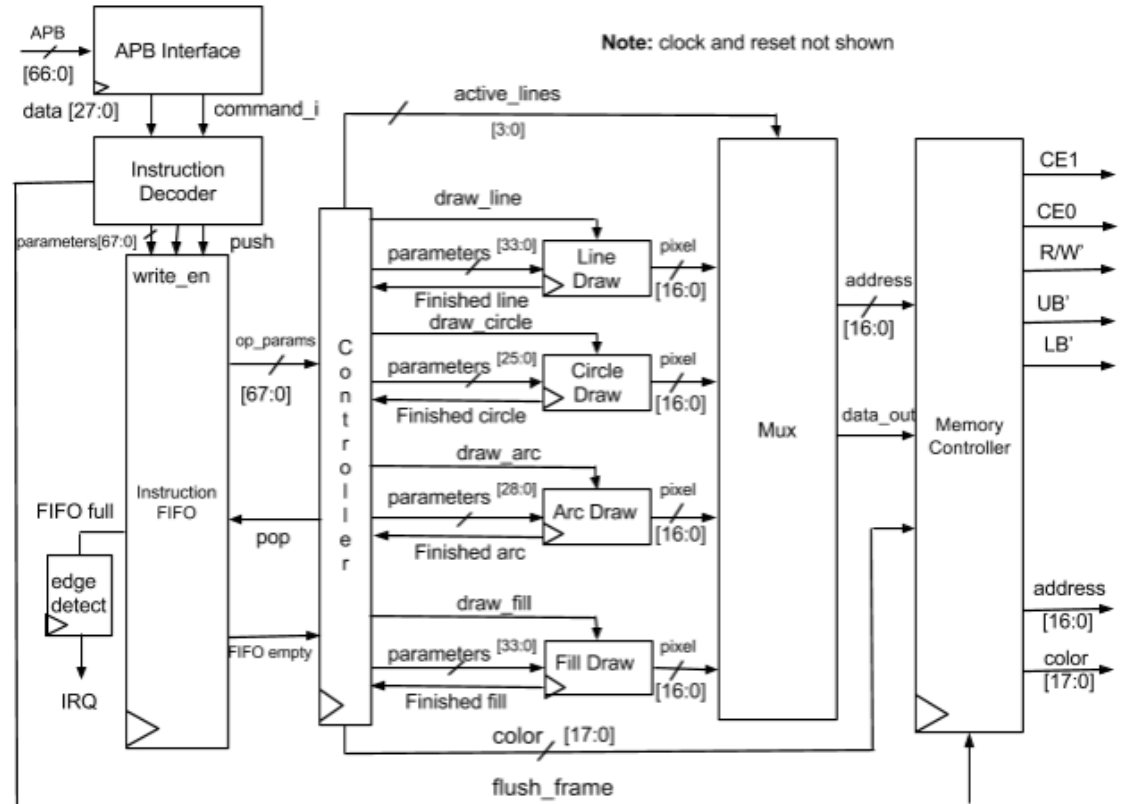 APB
[66:0]
APB Interface
Note: clock and reset not shown
data [27:0]
command_i
active_lines
[3:0]
Instruction
Decoder
parameters[67:0]
push
write_en
draw_line
parameters
[33:0]
Finished line
Line
Draw
pixel
[16:0]
draw_circle
parameters
[25:0]
Finished circle
Circle
Draw
pixel
[16:0]
draw_arc
parameters
[28:0]
Finished arc
Arc Draw
pixel
[16:0]
draw_fill
parameters
[33:0]
Finished fill
Fill Draw
pixel
[16:0]
op_params
[67:0]
Controller
Instruction
FIFO
pop
FIFO full
edge
detect
IRQ
FIFO empty
color
[17:0]
flush_frame
Mux
address
[16:0]
data_out
Memory
Controller
CE1
CE0
R/W'
UB'
LB'
address
[16:0]
color
[17:0]